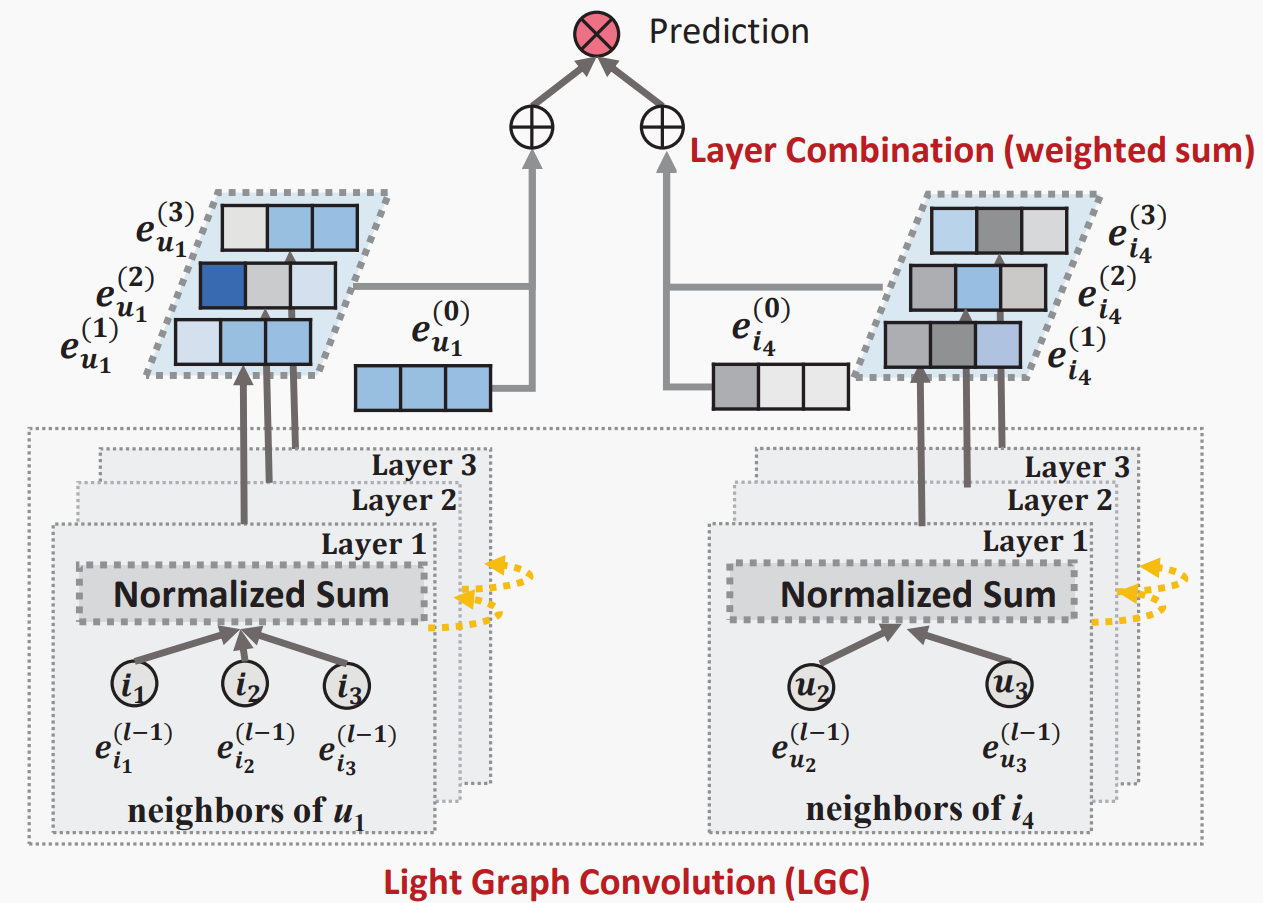 Prediction
Layer Combination (weighted sum)
e_{u_1}^{(3)}
e_{u_1}^{(2)}
e_{u_1}^{(1)}
e_{u_1}^{(0)}
e_{i_4}^{(0)}
e_{i_4}^{(3)}
e_{i_4}^{(2)}
e_{i_4}^{(1)}
Layer 3
Layer 2
Layer 1
Normalized Sum
i_1 i_2 i_3
e_{i_1}^{(l-1)} e_{i_2}^{(l-1)} e_{i_3}^{(l-1)}
neighbors of u_1
Layer 3
Layer 2
Layer 1
Normalized Sum
u_2 u_3
e_{u_2}^{(l-1)} e_{u_3}^{(l-1)}
neighbors of i_4
Light Graph Convolution (LGC)